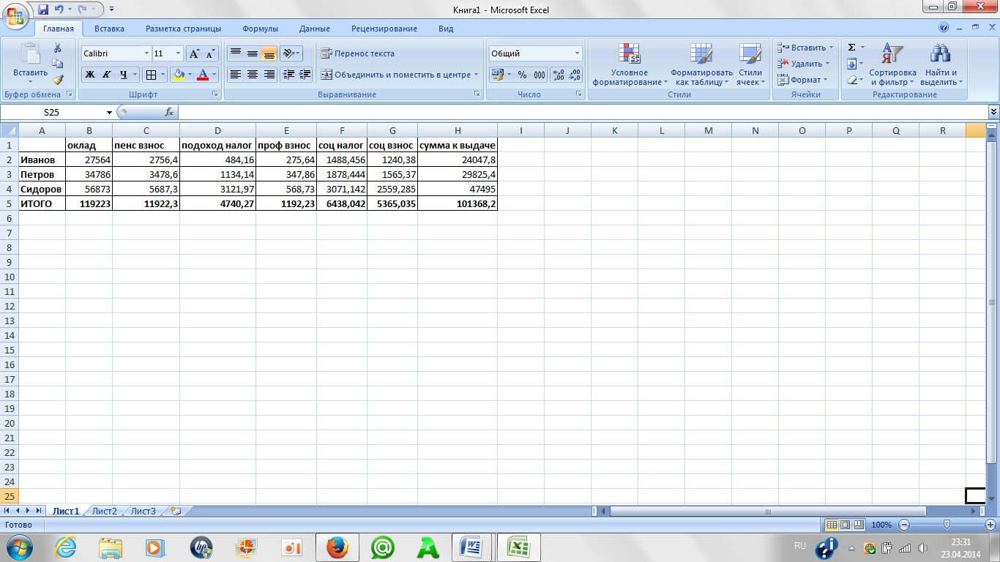 Книга1 - Microsoft Excel
Главная Вставка Разметка страницы Формулы Данные Рецензирование Вид
Вставить
Буфер обмена
Calibri 11
Ж К Ч
Шрифт
Перенос текста
Объединить и поместить в центре
Выравнивание
Общий
% 000
Число
Условное форматирование
Форматировать как таблицу
Стили ячеек
Стили
Вставить
Удалить
Формат
Ячейки
Σ
Сортировка и фильтр
Найти и выделить
Редактирование
S25 fx
A B C D E F G H I J K L M N O P Q R
1 оклад пенс взнос подоход налог проф взнос соц налог соц взнос сумма к выдаче
2 Иванов 27564 2756,4 484,16 275,64 1488,456 1240,38 24047,8
3 Петров 34786 3478,6 1134,14 347,86 1878,444 1565,37 29825,4
4 Сидоров 56873 5687,3 3121,97 568,73 3071,142 2559,285 47495
5 ИТОГО 119223 11922,3 4740,27 1192,23 6438,042 5365,035 101368,2
6
7
8
9
10
11
12
13
14
15
16
17
18
19
20
21
22
23
24
25
Лист1 Лист2 Лист3
Готово 100%
RU 23:31
23.04.2014